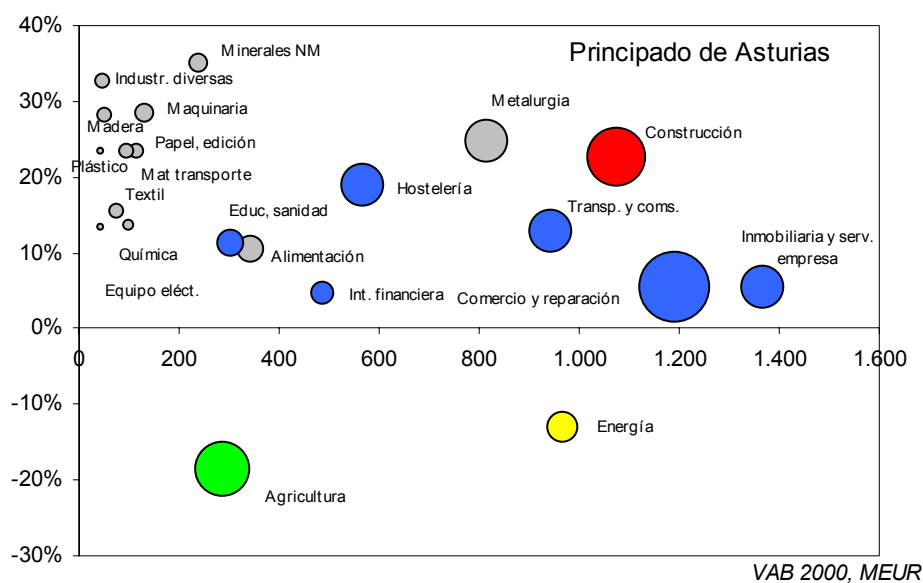 Principado de Asturias
40%
30%
20%
10%
0%
-10%
-20%
-30%
0
200
400
600
800
1.000
1.200
1.400
1.600
Minerales NM
Industr. diversas
Maquinaria
Madera
Papel, edición
Plástico
Mat transporte
Textil
Metalurgia
Construcción
Hostelería
Educ, sanidad
Transp. y coms.
Química
Alimentación
Inmobiliaria y serv.
empresa
Equipo eléct.
Int. financiera
Comercio y reparación
Energía
Agricultura
VAB 2000, MEUR